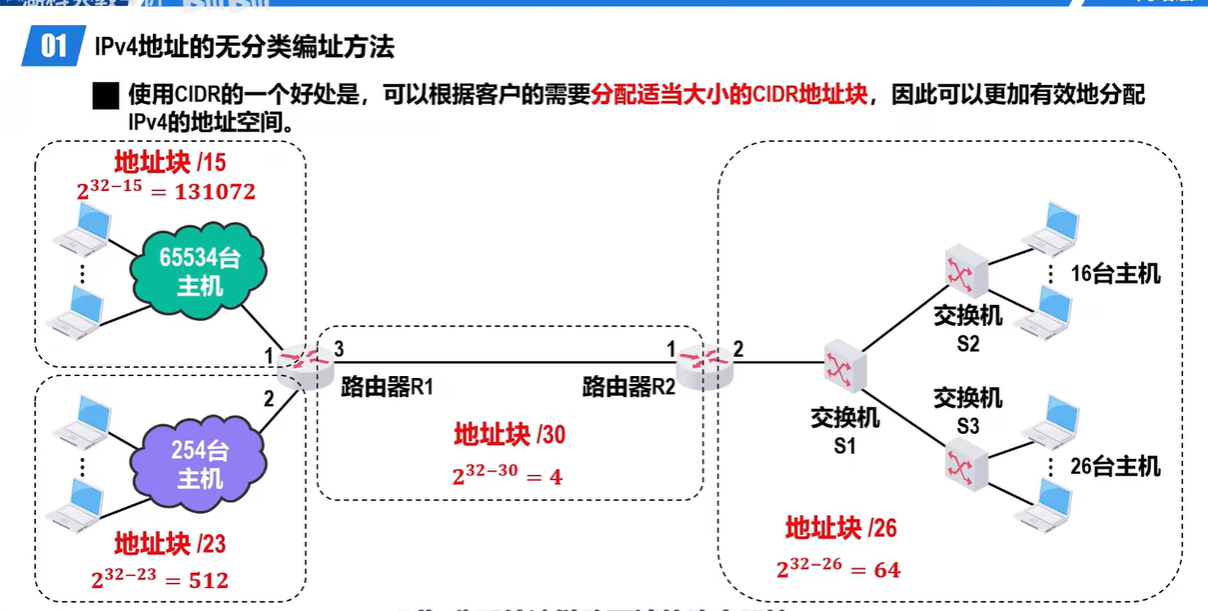 01
IPv4地址的无分类编址方法
使用CIDR的一个好处是，可以根据客户的需要分配适当大小的CIDR地址块，因此可以更加有效地分配
IPv4的地址空间。
地址块 /15
2^{32−15} = 131072
65534台
主机
1
3
路由器R1
2
254台
主机
地址块 /23
2^{32−23} = 512
地址块 /30
2^{32−30} = 4
1
2
路由器R2
交换机
S1
交换机
S2
16台主机
交换机
S3
26台主机
地址块 /26
2^{32−26} = 64